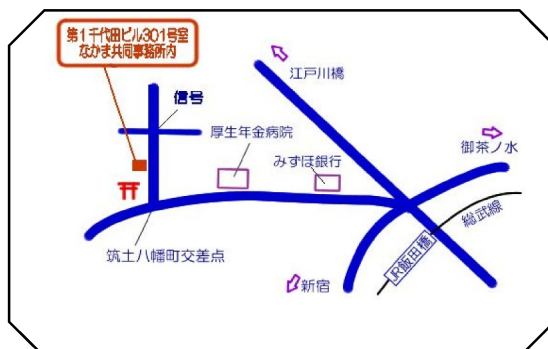 第1千代田ビル301号室
なかま共同事務所内
江戸川橋
信号
厚生年金病院
御茶ノ水
みずほ銀行
総武線
筑土八幡町交差点
JR飯田橋
新宿